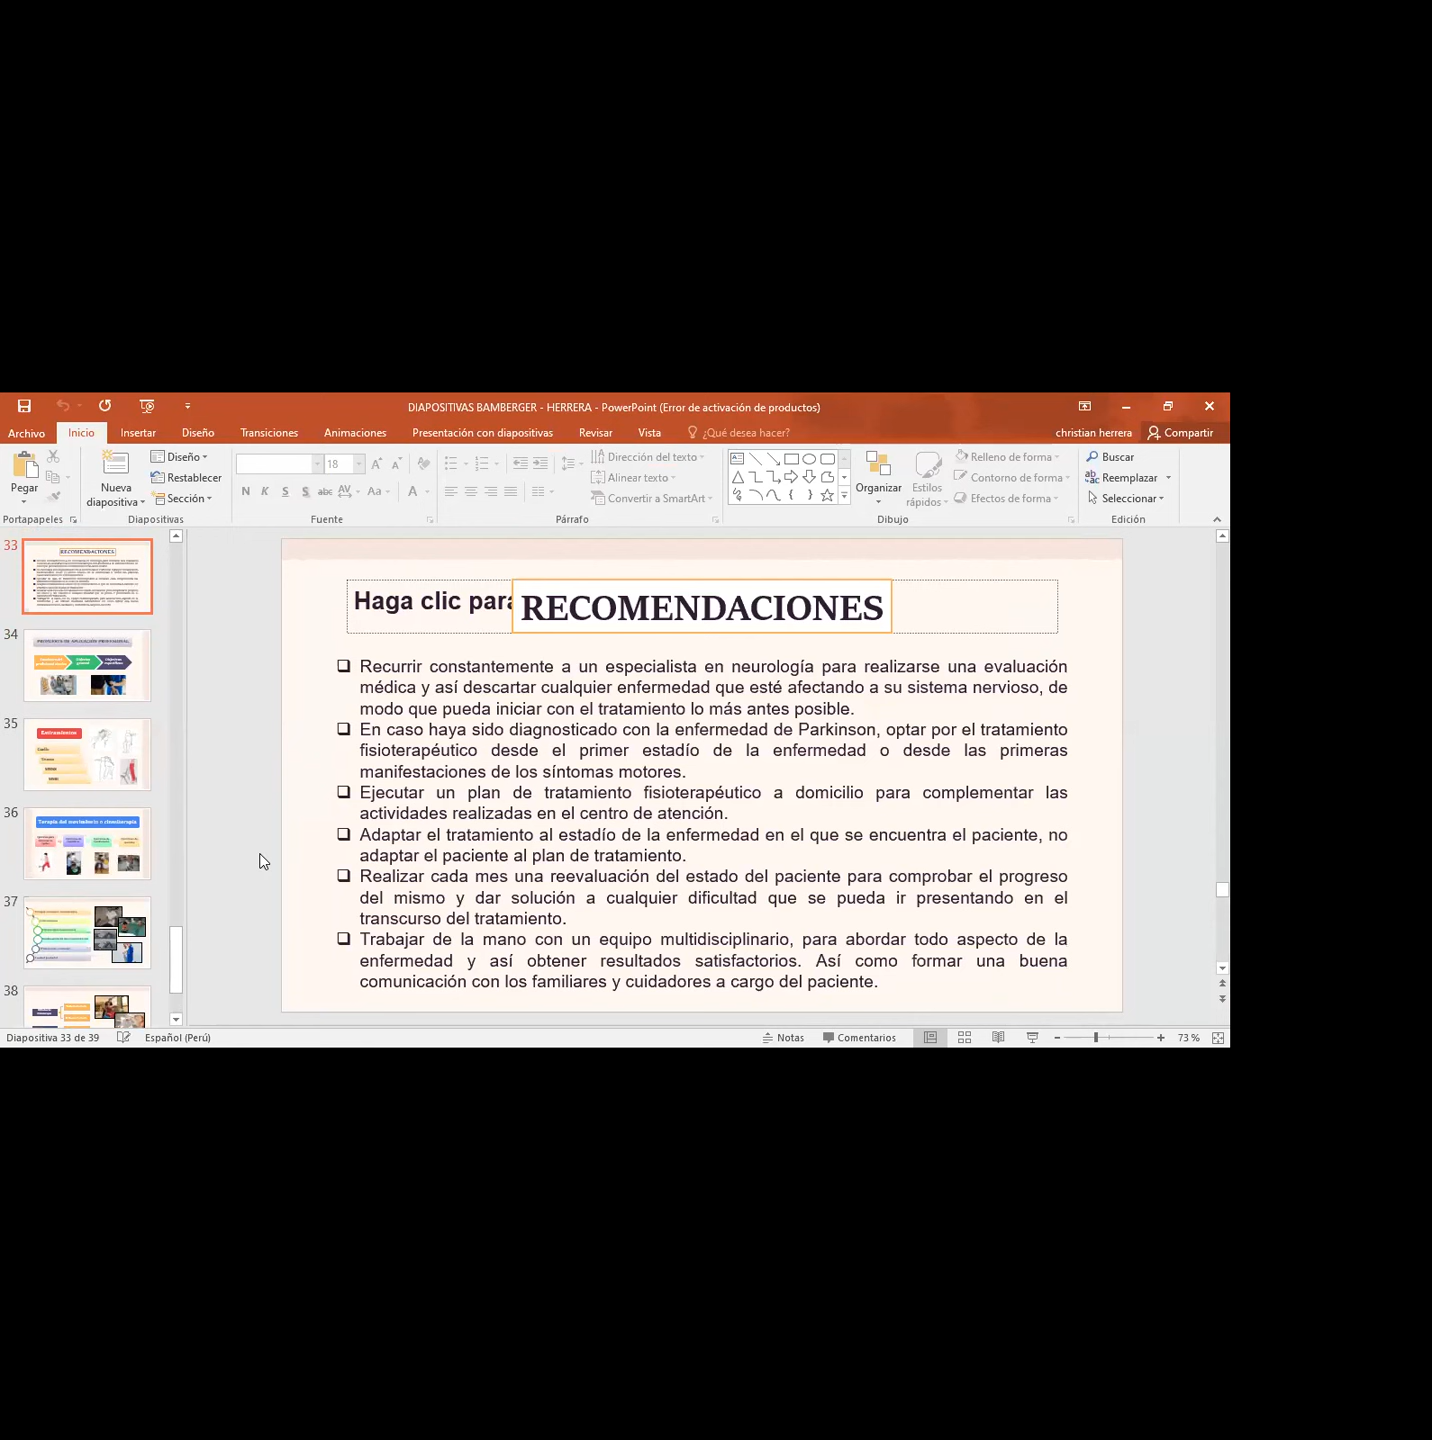 DIAPOSITIVAS BAMBERGER - HERRERA - PowerPoint (Error de activación de productos)
Archivo Inicio Insertar Diseño Transiciones Animaciones Presentación con diapositivas Revisar Vista ¿Qué desea hacer? christian herrera Compartir
Pegar
Nueva diapositiva
Diseño
Restablecer
Sección
18
N K S S abc AV Aa A
Dirección del texto
Alinear texto
Convertir a SmartArt
Organizar
Estilos rápidos
Relleno de forma
Contorno de forma
Efectos de forma
Buscar
Reemplazar
Seleccionar
Portapapeles Diapositivas Fuente Párrafo Dibujo Edición
33
RECOMENDACIONES
34
35
Estiramientos
36
Terapia del movimiento o cinesiterapia
37
38
Haga clic para
RECOMENDACIONES
Recurrir constantemente a un especialista en neurología para realizarse una evaluación
médica y así descartar cualquier enfermedad que esté afectando a su sistema nervioso, de
modo que pueda iniciar con el tratamiento lo más antes posible.
En caso haya sido diagnosticado con la enfermedad de Parkinson, optar por el tratamiento
fisioterapéutico desde el primer estadío de la enfermedad o desde las primeras
manifestaciones de los síntomas motores.
Ejecutar un plan de tratamiento fisioterapéutico a domicilio para complementar las
actividades realizadas en el centro de atención.
Adaptar el tratamiento al estadío de la enfermedad en el que se encuentra el paciente, no
adaptar el paciente al plan de tratamiento.
Realizar cada mes una reevaluación del estado del paciente para comprobar el progreso
del mismo y dar solución a cualquier dificultad que se pueda ir presentando en el
transcurso del tratamiento.
Trabajar de la mano con un equipo multidisciplinario, para abordar todo aspecto de la
enfermedad y así obtener resultados satisfactorios. Así como formar una buena
comunicación con los familiares y cuidadores a cargo del paciente.
Diapositiva 33 de 39 Español (Perú) Notas Comentarios 73 %